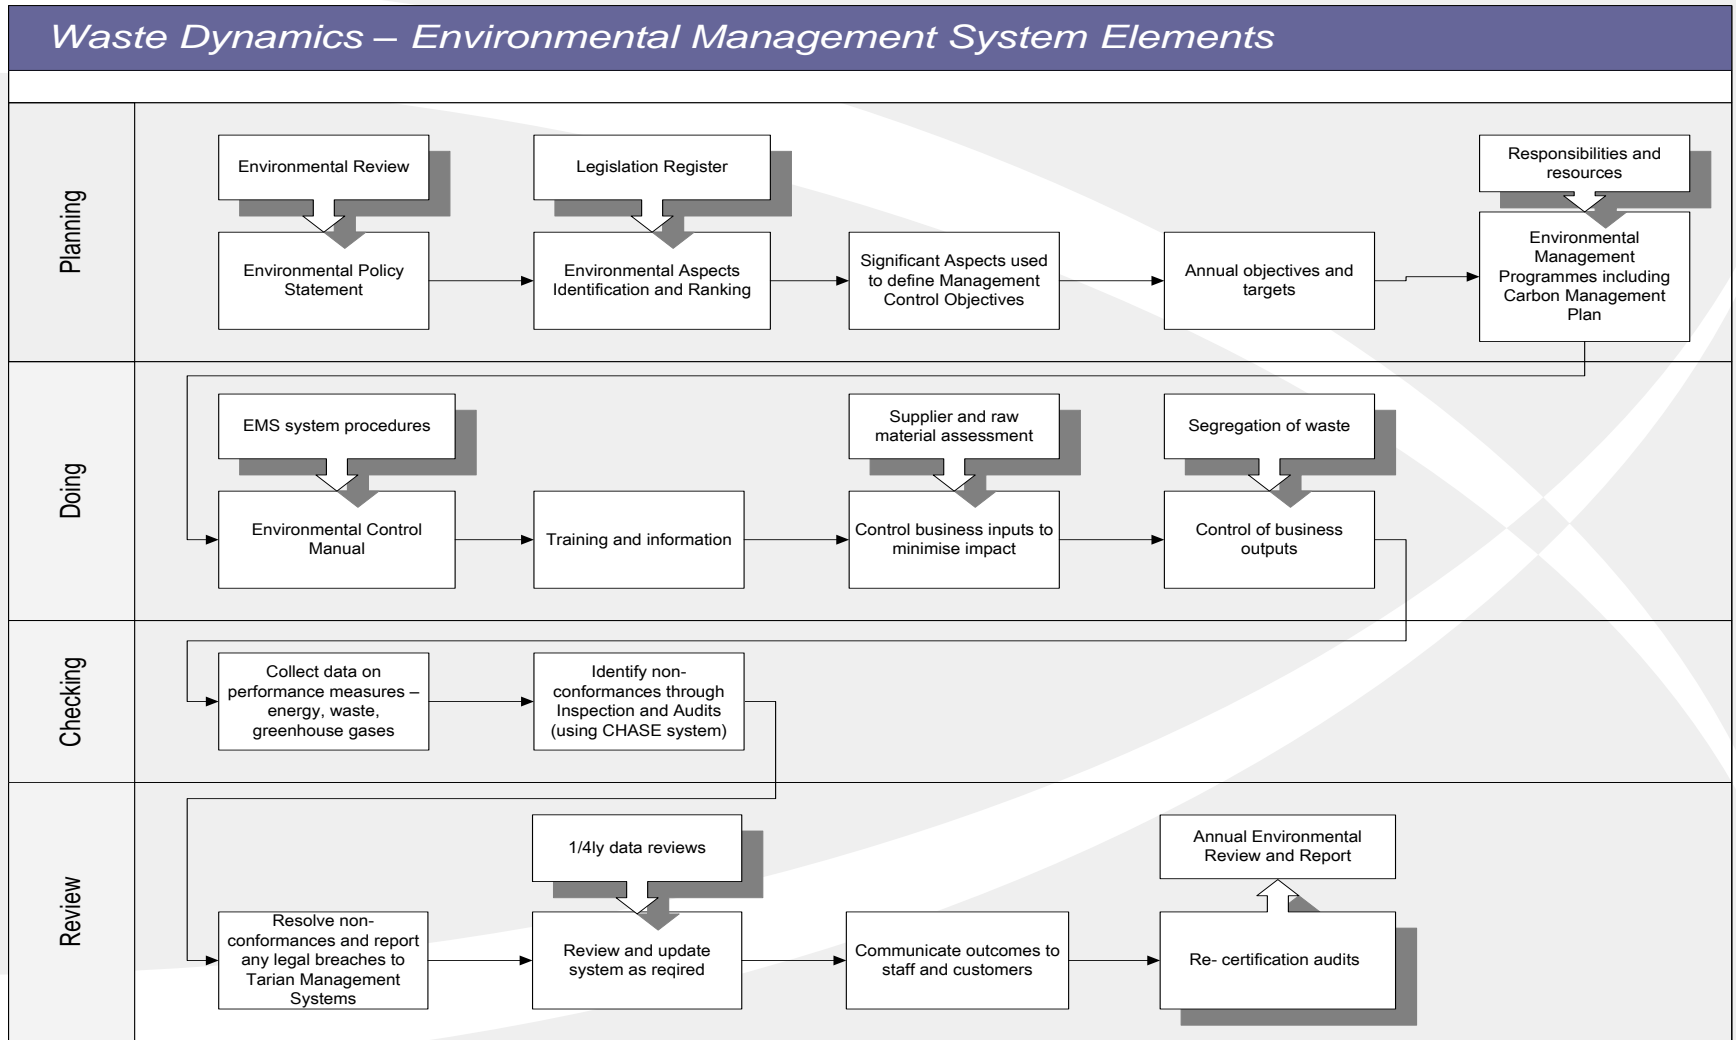 Waste Dynamics – Environmental Management System Elements
Planning
Environmental Review
Environmental Policy
Statement
Legislation Register
Environmental Aspects
Identification and Ranking
Significant Aspects used
to define Management
Control Objectives
Annual objectives and
targets
Responsibilities and
resources
Environmental
Management
Programmes including
Carbon Management
Plan
Doing
EMS system procedures
Environmental Control
Manual
Training and information
Supplier and raw
material assessment
Control business inputs to
minimise impact
Segregation of waste
Control of business
outputs
Checking
Collect data on
performance measures –
energy, waste,
greenhouse gases
Identify non-
conformances through
Inspection and Audits
(using CHASE system)
Review
Resolve non-
conformances and report
any legal breaches to
Tarian Management
Systems
1/4ly data reviews
Review and update
system as reqired
Communicate outcomes to
staff and customers
Annual Environmental
Review and Report
Re- certification audits